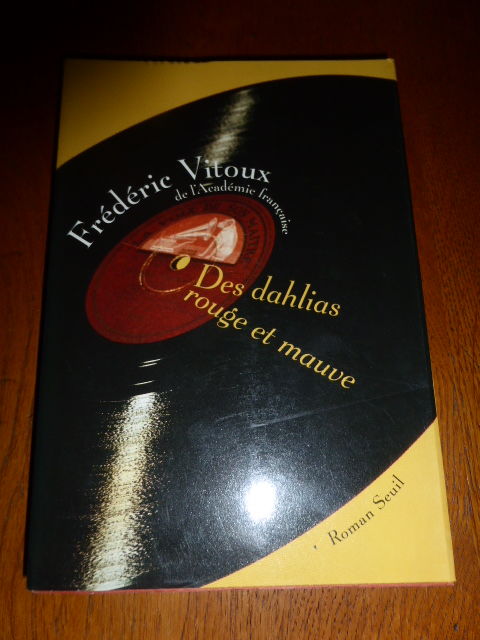 Frédéric Vitoux
de l'Académie française
Des dahlias
rouge et mauve
Roman Seuil